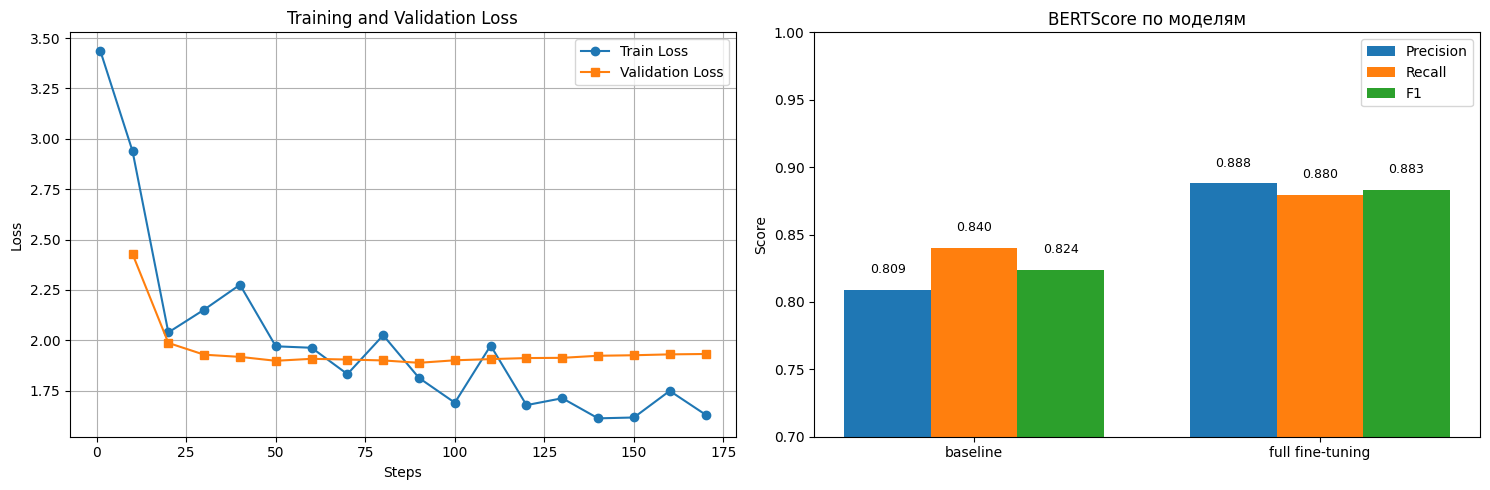 Training and Validation Loss
Train Loss
Validation Loss
3.50
3.25
3.00
2.75
2.50
2.25
2.00
1.75
Loss
0
25
50
75
100
125
150
175
Steps
BERTScore по моделям
Precision
Recall
F1
1.00
0.95
0.90
0.85
0.80
0.75
0.70
Score
0.809
0.840
0.824
0.888
0.880
0.883
baseline
full fine-tuning